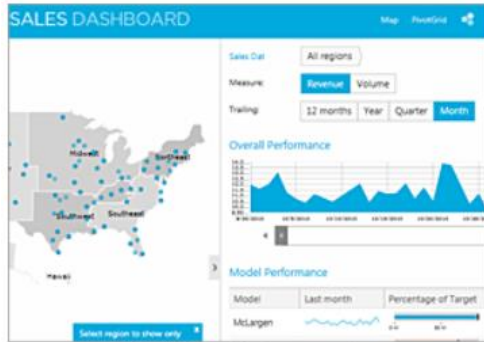 SALES DASHBOARD
Map PivotGrid
Sales Dat All regions
Measure: Revenue Volume
Trailing: 12 months Year Quarter Month
Overall Performance
Midwest
Northeast
Southwest
Southeast
Hawaii
Model Performance
Model Last month Percentage of Target
McLargen
Select region to show only